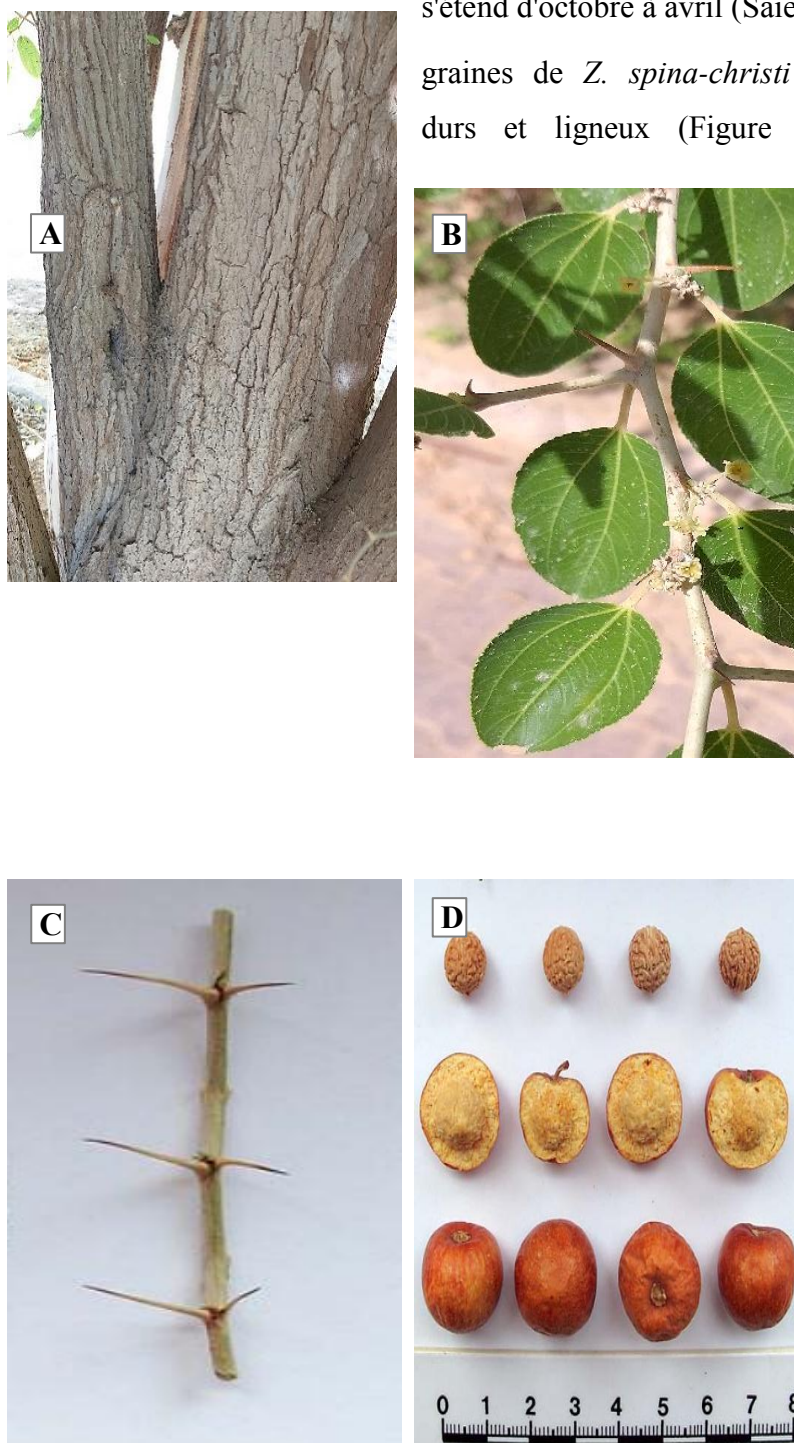 s'étend d'octobre à avril (Saie
graines de Z. spina-christi
durs et ligneux (Figure
A
B
C
D
0 1 2 3 4 5 6 7 8